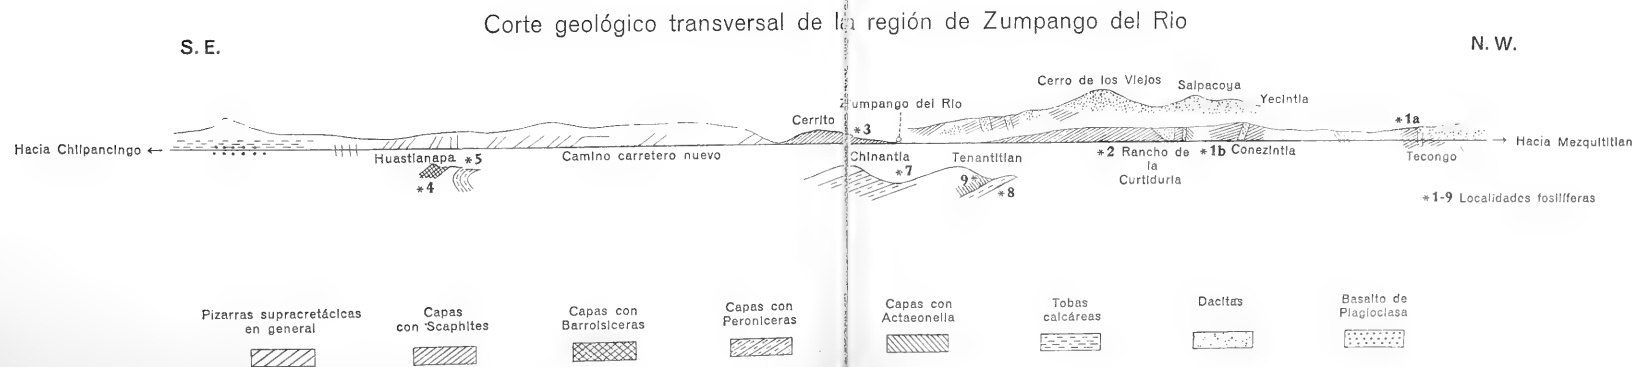 Corte geológico transversal de la región de Zumpango del Rio
S. E.
N. W.
Cerro de los Viejos
Salpacoya
Yecintla
Zumpango del Rio
Cerrito
*3
*1a
Hacia Chilpancingo ←
Huastlanapa
*5
Camino carretero nuevo
Chinantla
Tenantitlan
*2 Rancho de
la
Curtiduria
*1b Conezintla
Tecongo
→ Hacia Mezquititlan
*4
*7
9*
*8
*1-9 Localidades fosilíferas
Pizarras supracretácicas
en general
Capas
con Scaphites
Capas con
Barroisiceras
Capas con
Peroniceras
Capas con
Actaeonella
Tobas
calcáreas
Dacitas
Basalto de
Plagioclasa